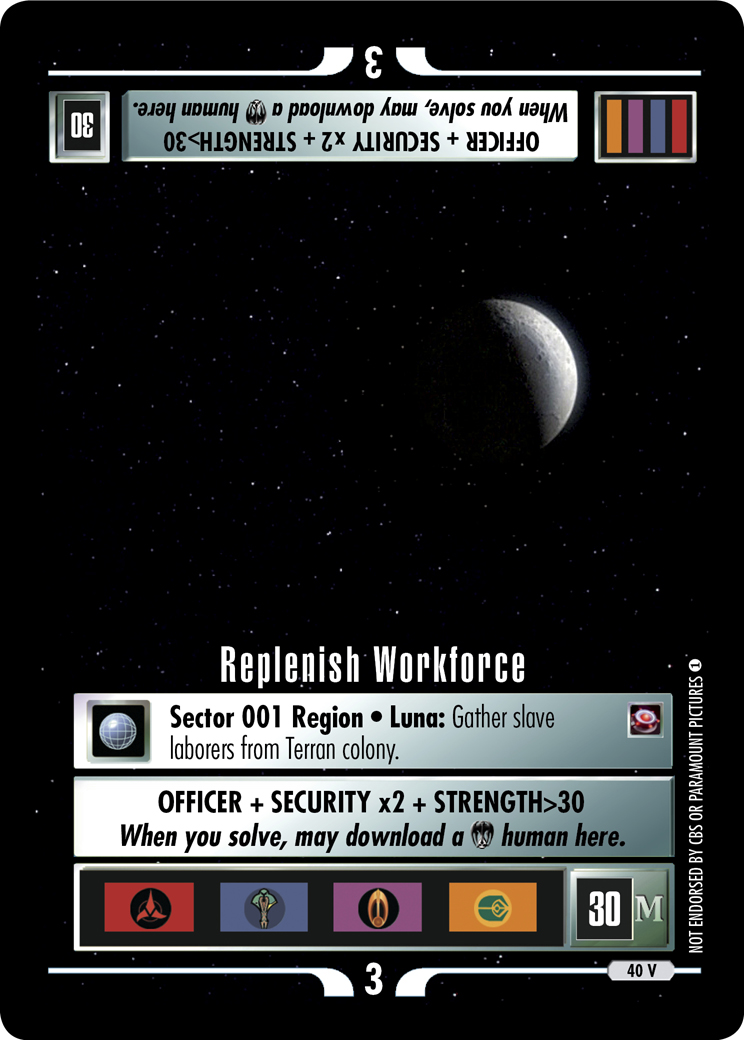 3
30
When you solve, may download a human here.
OFFICER + SECURITY x2 + STRENGTH>30
Replenish Workforce
Sector 001 Region • Luna: Gather slave
laborers from Terran colony.
OFFICER + SECURITY x2 + STRENGTH>30
When you solve, may download a human here.
30 M
3
40 V
NOT ENDORSED BY CBS OR PARAMOUNT PICTURES 1